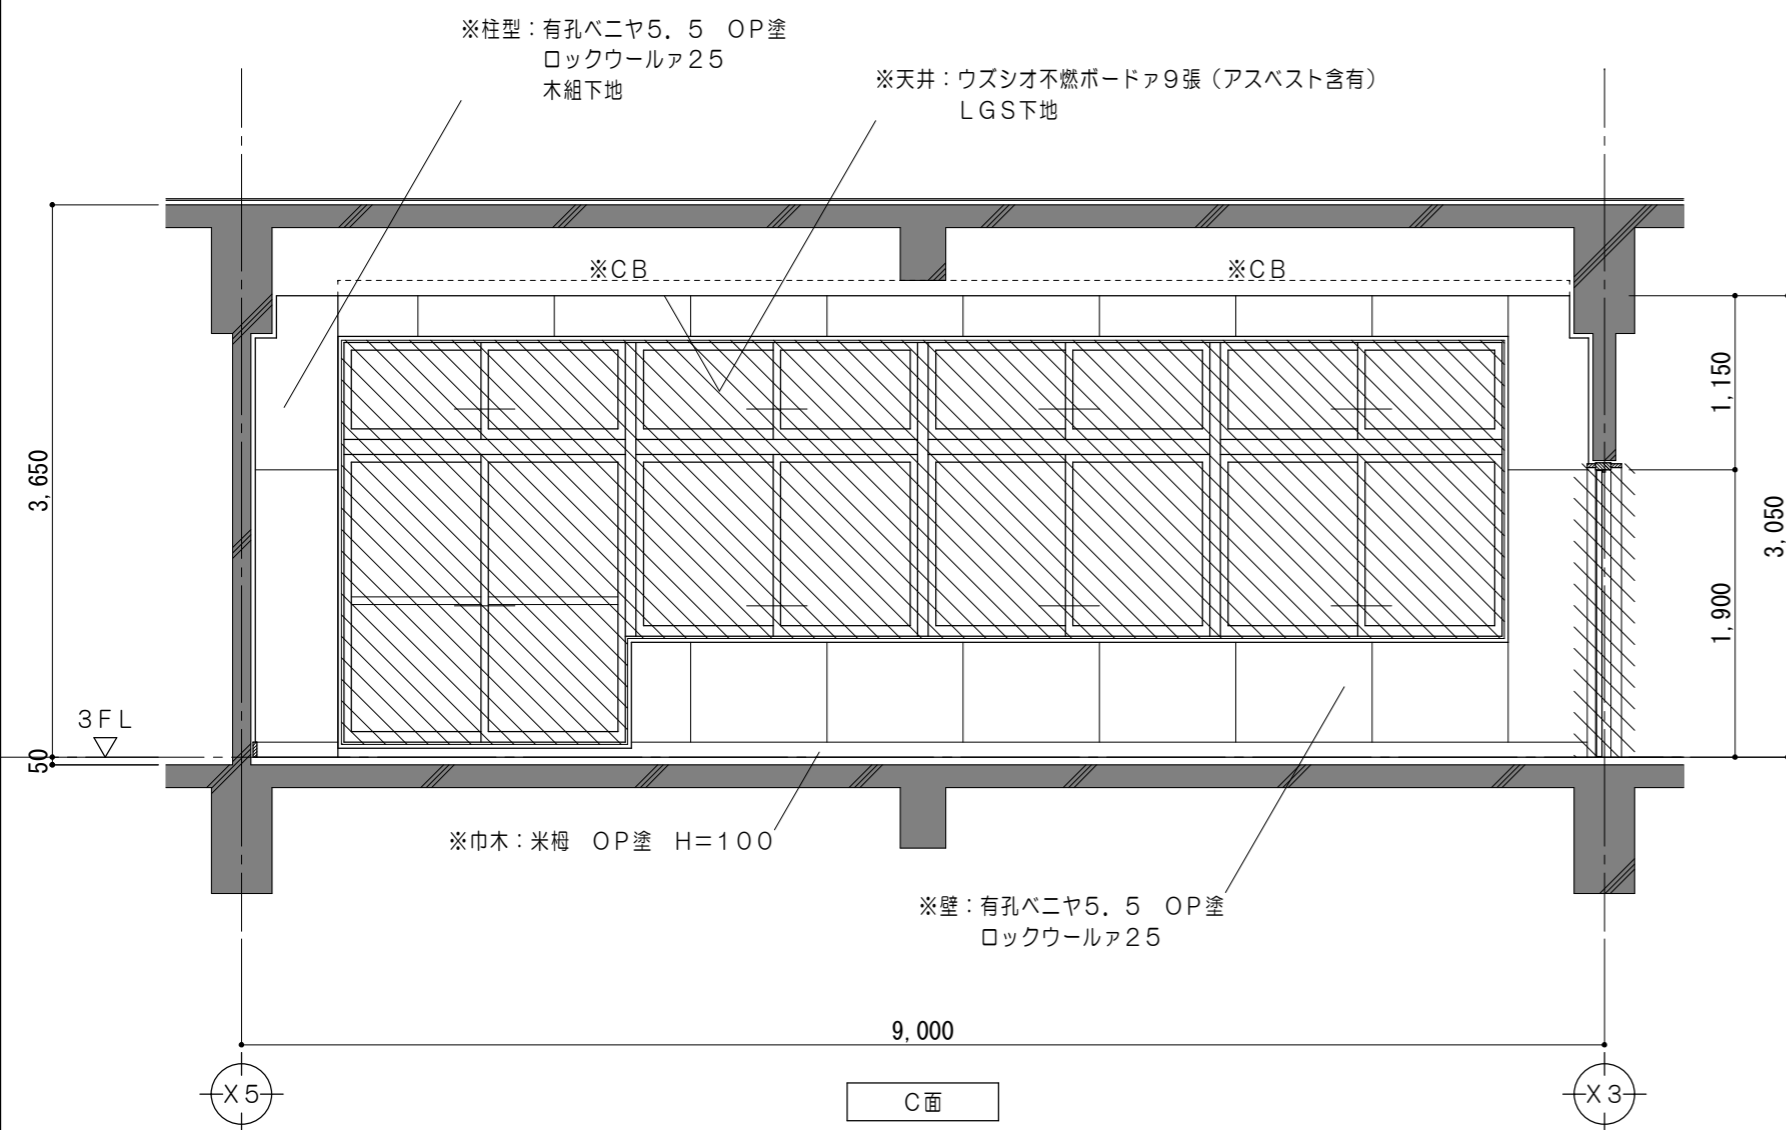 ※柱型：有孔ベニヤ5．5　OP塗
ロックウールァ25
木組下地
※天井：ウズシオ不燃ボードァ9張（アスベスト含有）
LGS下地
※CB
※CB
3,650
1,150
3,050
1,900
3FL
50
※巾木：米栂　OP塗　H＝100
※壁：有孔ベニヤ5．5　OP塗
ロックウールァ25
9,000
X5
C面
X3